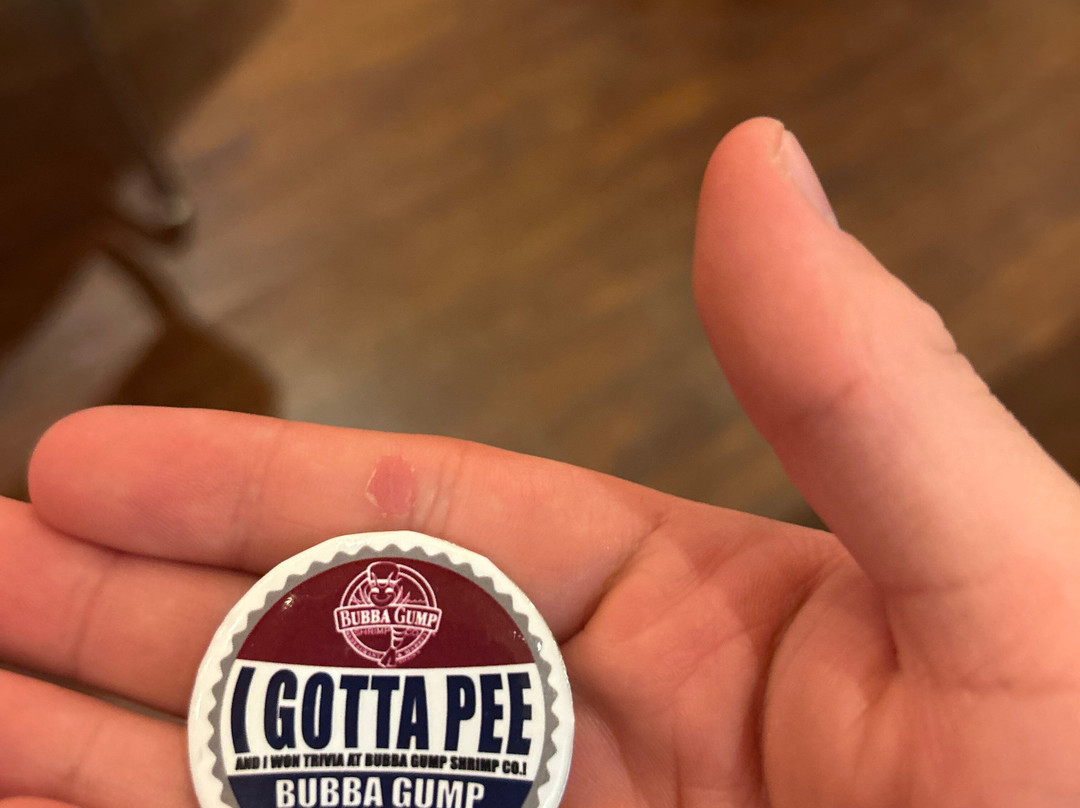 BUBBA GUMP
SHRIMP CO.
I GOTTA PEE
AND I WON TRIVIA AT BUBBA GUMP SHRIMP CO.!
BUBBA GUMP